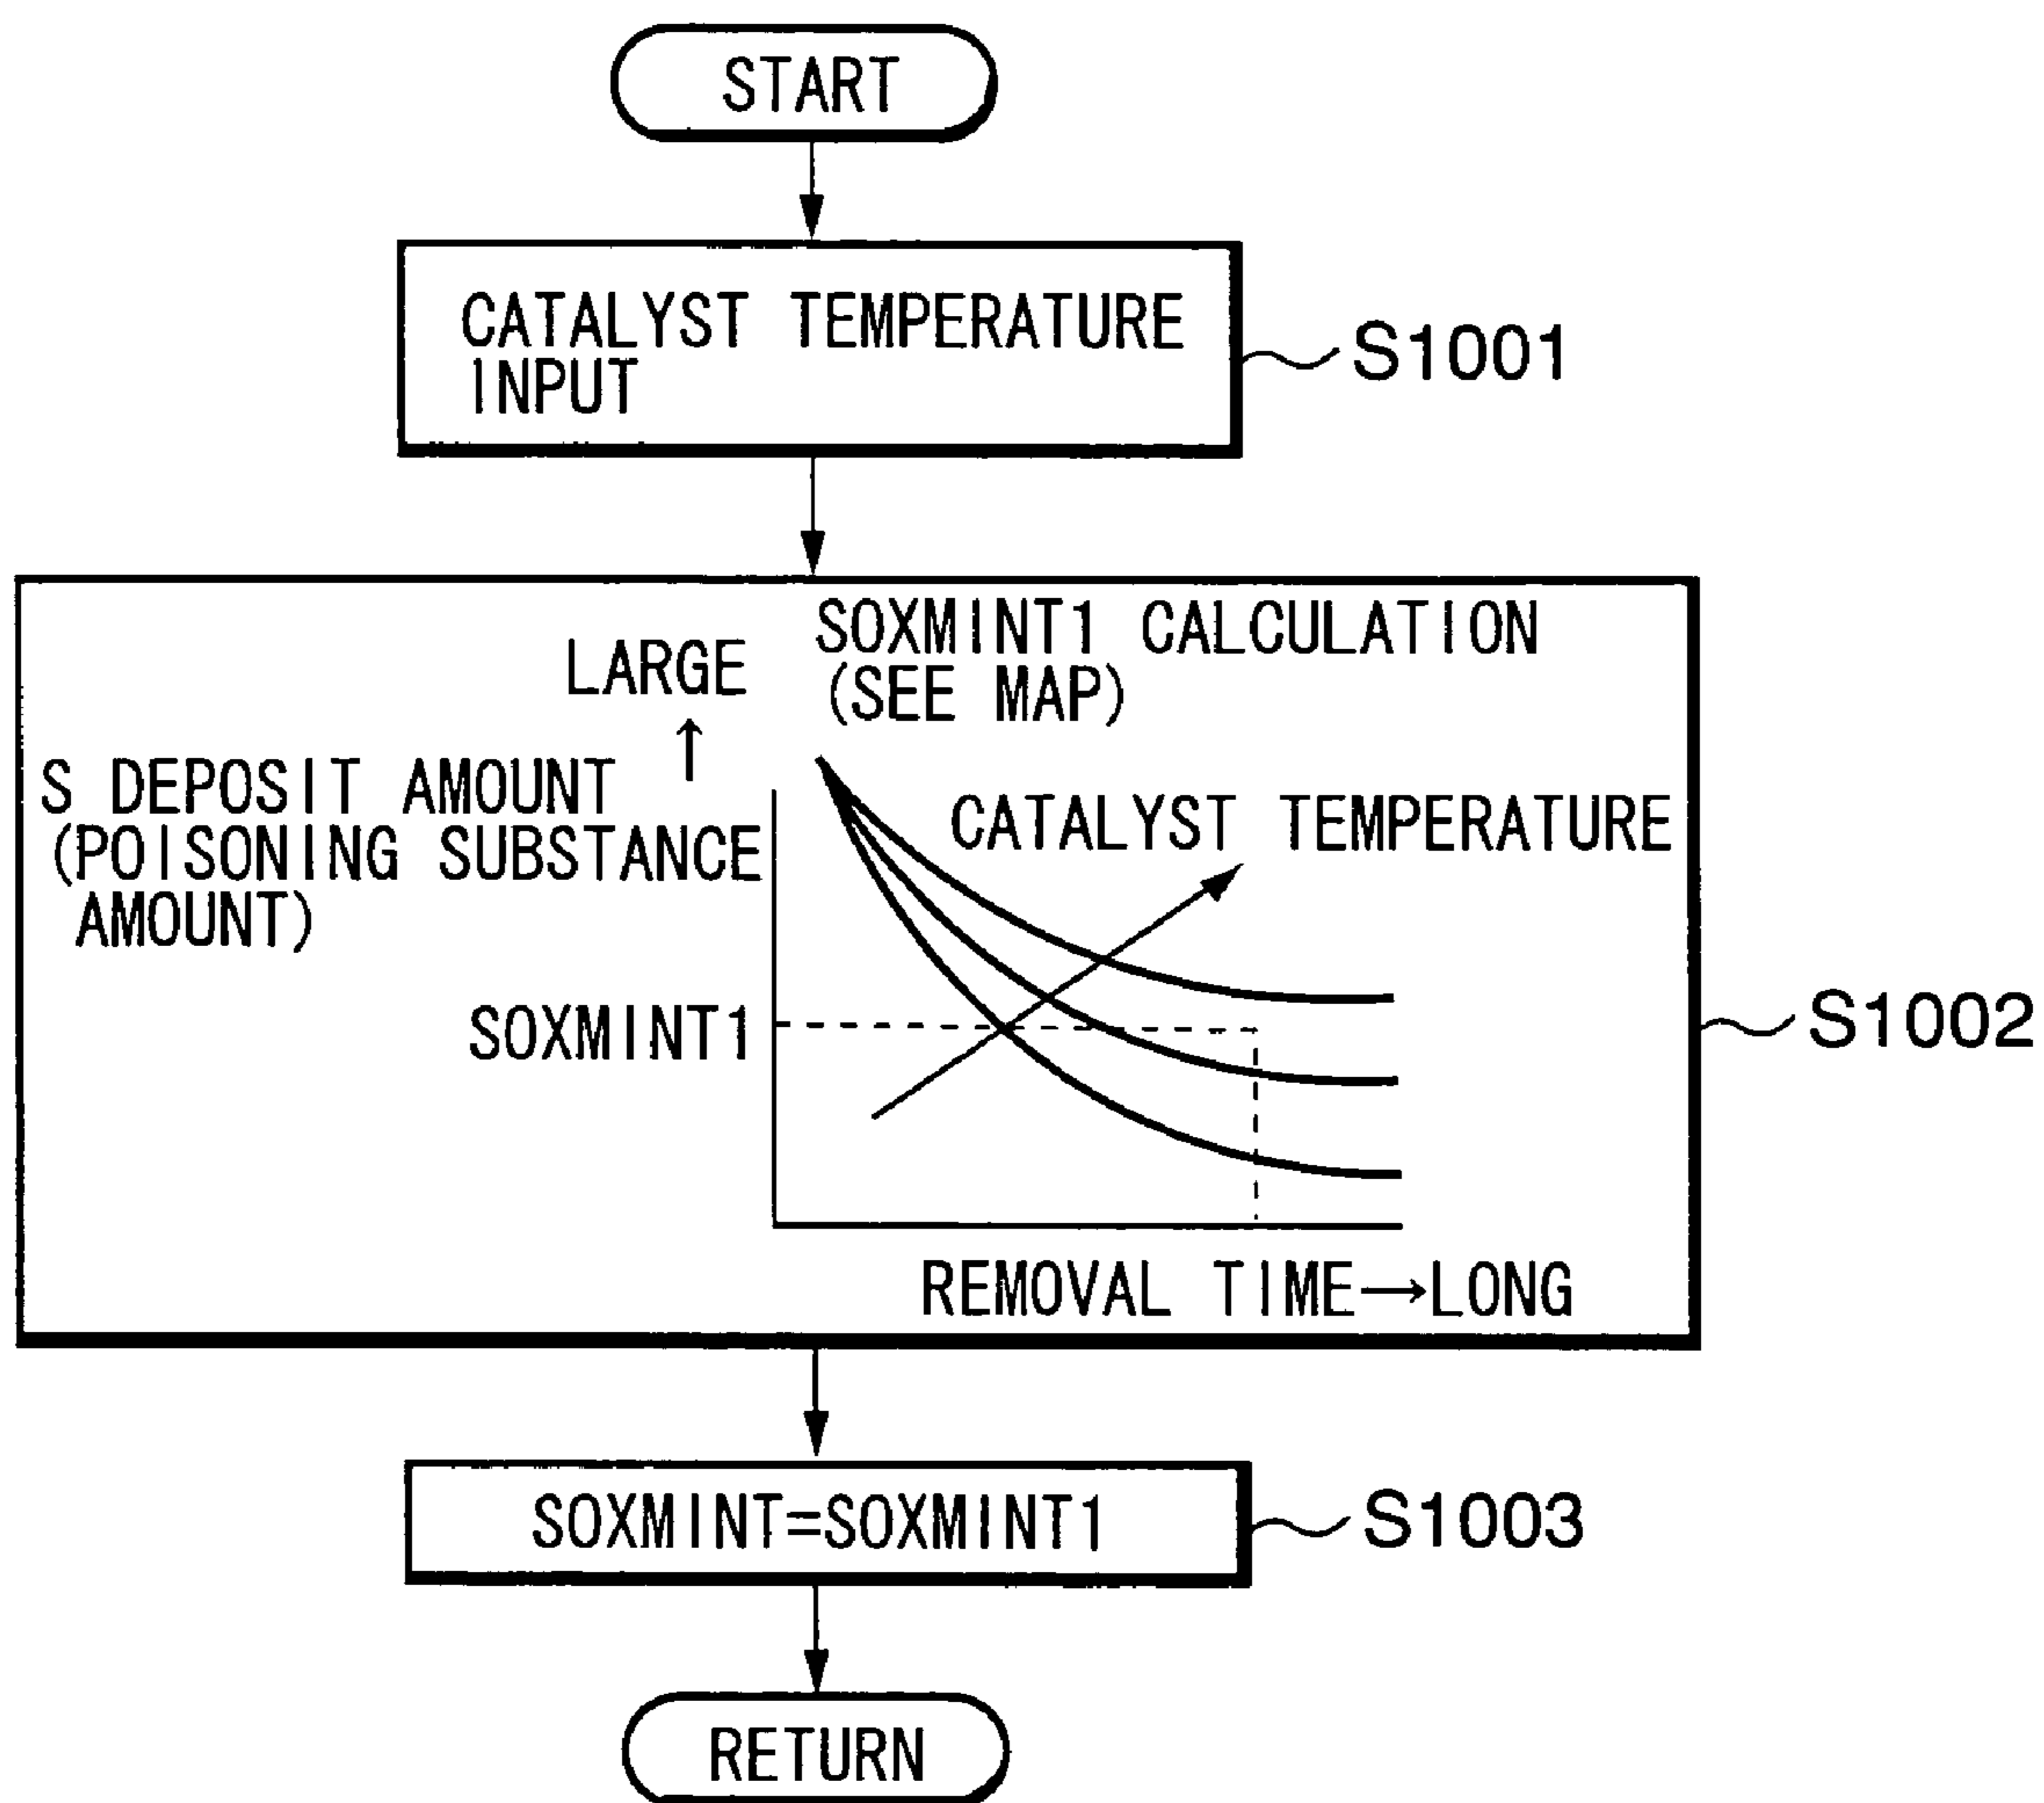 START
CATALYST TEMPERATURE
INPUT
S1001
SOXMINT1 CALCULATION
(SEE MAP)
LARGE
↑
S DEPOSIT AMOUNT
(POISONING SUBSTANCE
AMOUNT)
CATALYST TEMPERATURE
SOXMINT1
S1002
REMOVAL TIME→LONG
SOXMINT=SOXMINT1
S1003
RETURN